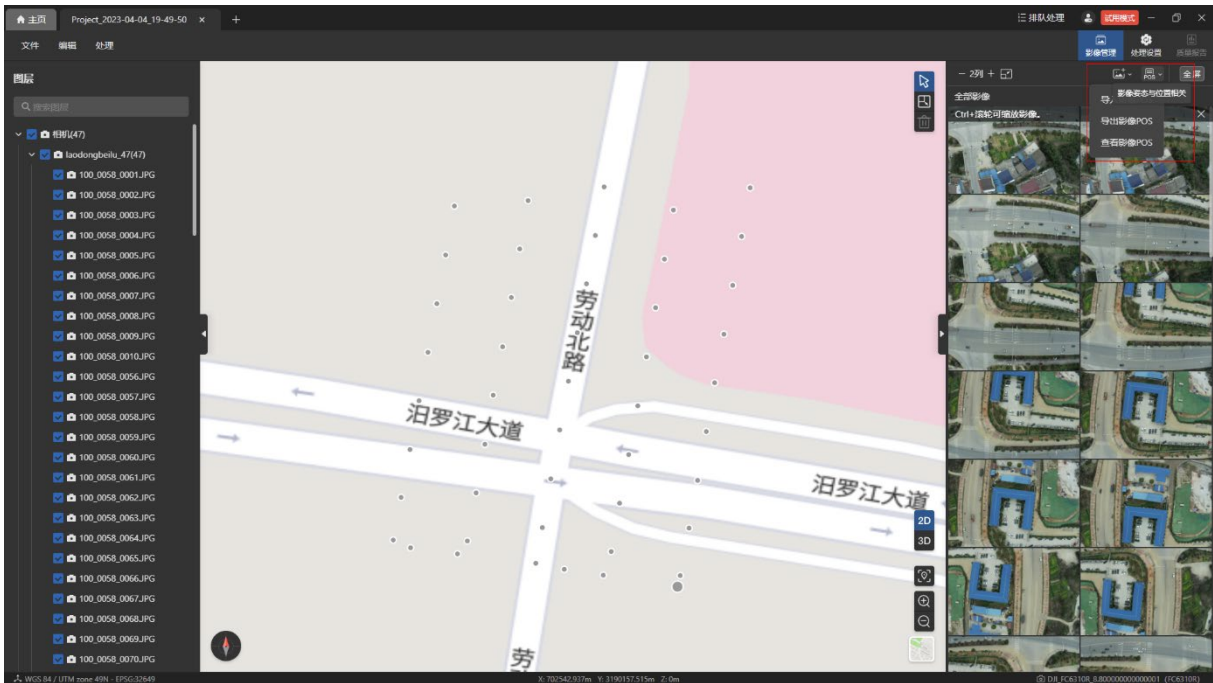 主页
Project_2023-04-04_19-49-50 × +
排队处理
试用模式
文件 编辑 处理
影像管理 处理设置 质量报告
图层
搜索图层
相机(47)
laodongbeilu_47(47)
100_0058_0001.JPG
100_0058_0002.JPG
100_0058_0003.JPG
100_0058_0004.JPG
100_0058_0005.JPG
100_0058_0006.JPG
100_0058_0007.JPG
100_0058_0008.JPG
100_0058_0009.JPG
100_0058_0010.JPG
100_0058_0056.JPG
100_0058_0057.JPG
100_0058_0058.JPG
100_0058_0059.JPG
100_0058_0060.JPG
100_0058_0061.JPG
100_0058_0062.JPG
100_0058_0063.JPG
100_0058_0064.JPG
100_0058_0065.JPG
100_0058_0066.JPG
100_0058_0067.JPG
100_0058_0068.JPG
100_0058_0069.JPG
100_0058_0070.JPG
劳动北路
汨罗江大道
汨罗江大道
劳
2D
3D
− 2列 +
POS
全屏
全部影像
影像姿态与位置相关
Ctrl+滚轮可缩放影像。
导出影像POS
查看影像POS
WGS 84 / UTM zone 49N - EPSG:32649
X: 702542.937m Y: 3190157.515m Z: 0m
DJI_FC6310R_8.800000000000001 (FC6310R)